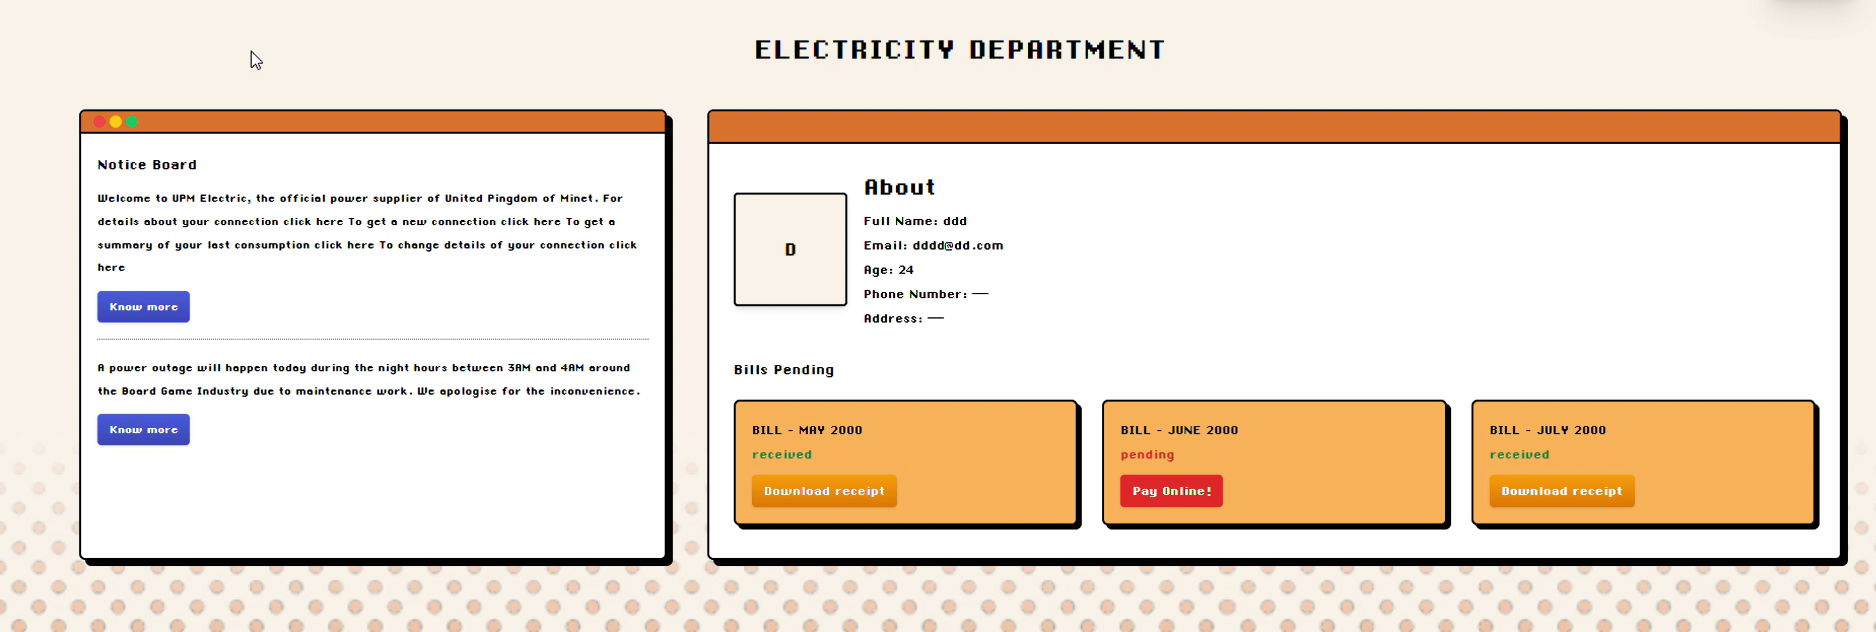 ELECTRICITY DEPARTMENT
Notice Board
Welcome to UPM Electric, the official power supplier of United Pingdom of Minet. For
details about your connection click here To get a new connection click here To get a
summary of your last consumption click here To change details of your connection click
here
Know more
A power outage will happen today during the night hours between 3AM and 4AM around
the Board Game Industry due to maintenance work. We apologise for the inconvenience.
Know more
D
About
Full Name: ddd
Email: dddd@dd.com
Age: 24
Phone Number: —
Address: —
Bills Pending
BILL - MAY 2000
received
Download receipt
BILL - JUNE 2000
pending
Pay Online!
BILL - JULY 2000
received
Download receipt